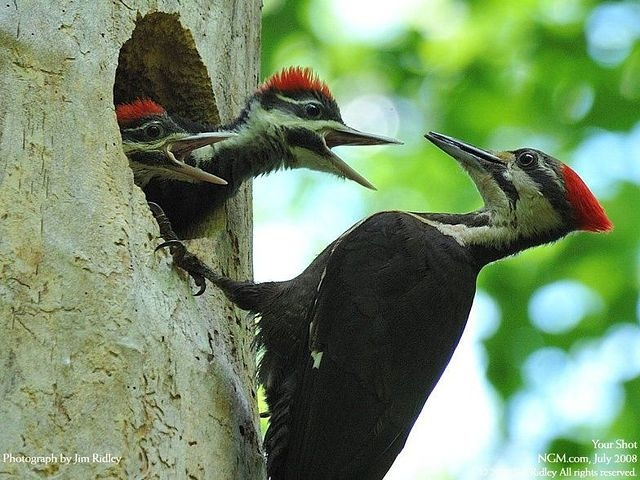 Photograph by Jim Ridley
Your Shot
NGM.com, July 2008
Ridley All rights reserved.